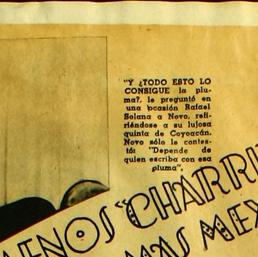 "Y ¿TODO ESTO LO
CONSIGUE la plu-
ma?, le preguntó en
una ocasión Rafael
Solana a Novo, refi-
riéndose a su lujosa
quinta de Coyoacán.
Novo sólo le contes-
tó: "Depende de
quien escriba con esa
pluma".
MENOS "CHARRI
MAS MEX